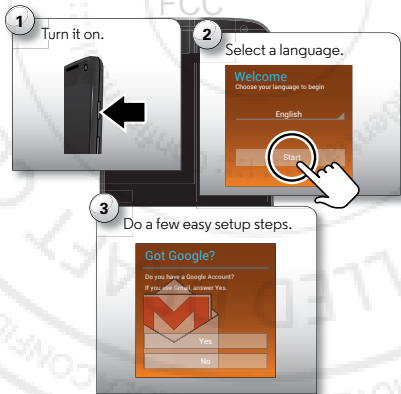 FCC
1
Turn it on.
2
Select a language.
Welcome
Choose your language to begin
English
Start
3
Do a few easy setup steps.
Got Google?
Do you have a Google Account?
If you use Gmail, answer Yes.
Yes
No